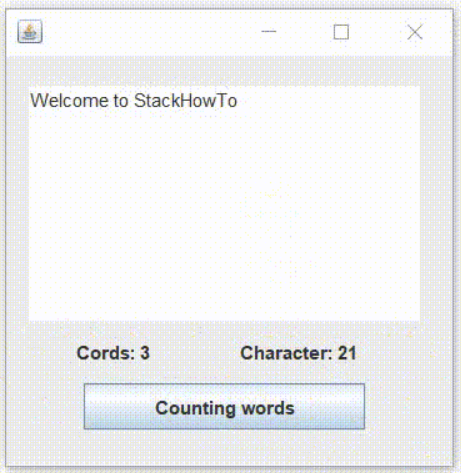 Welcome to StackHowTo
Cords: 3 Character: 21
Counting words